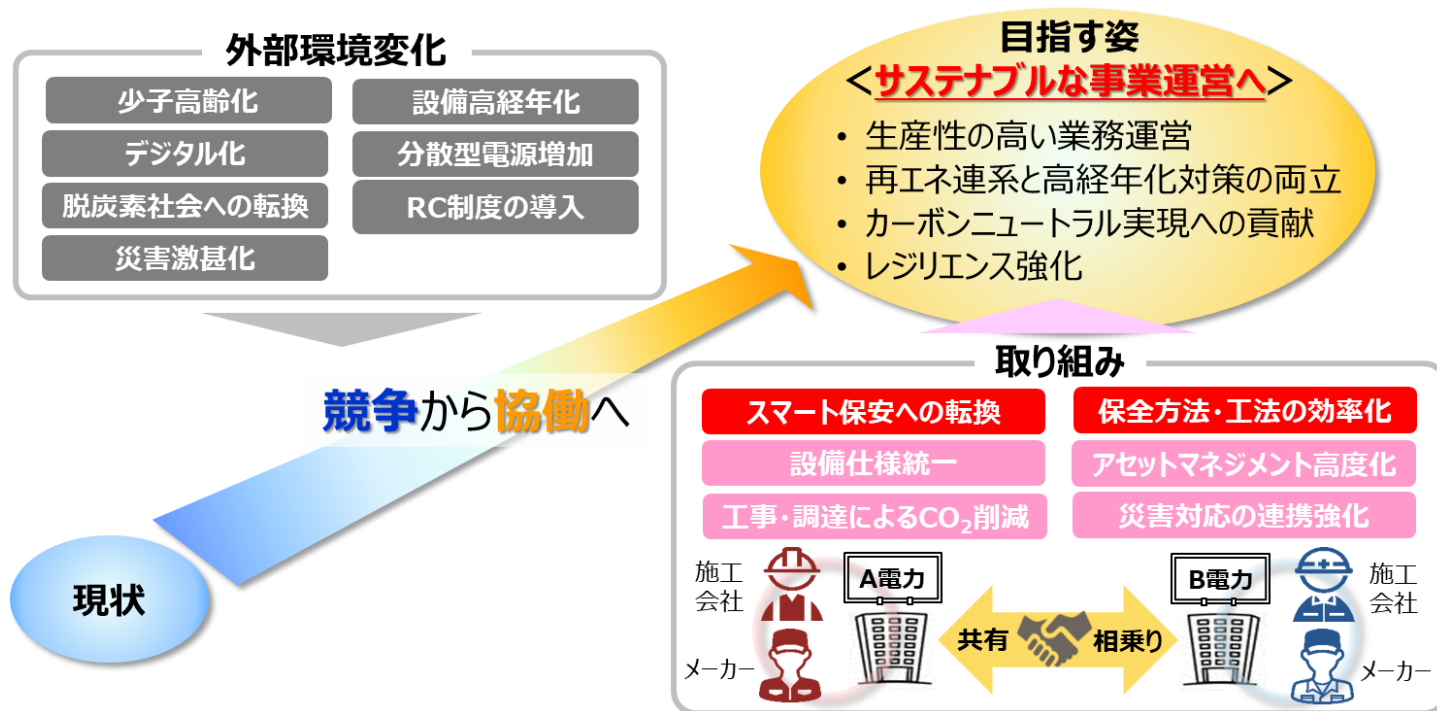 外部環境変化
少子高齢化
設備高経年化
デジタル化
分散型電源増加
脱炭素社会への転換
RC制度の導入
災害激甚化
目指す姿
<サステナブルな事業運営へ>
• 生産性の高い業務運営
• 再エネ連系と高経年化対策の両立
• カーボンニュートラル実現への貢献
• レジリエンス強化
競争から協働へ
現状
取り組み
スマート保安への転換
保全方法・工法の効率化
設備仕様統一
アセットマネジメント高度化
工事・調達によるCO₂削減
災害対応の連携強化
施工
会社
A電力
B電力
施工
会社
共有
相乗り
メーカー
メーカー